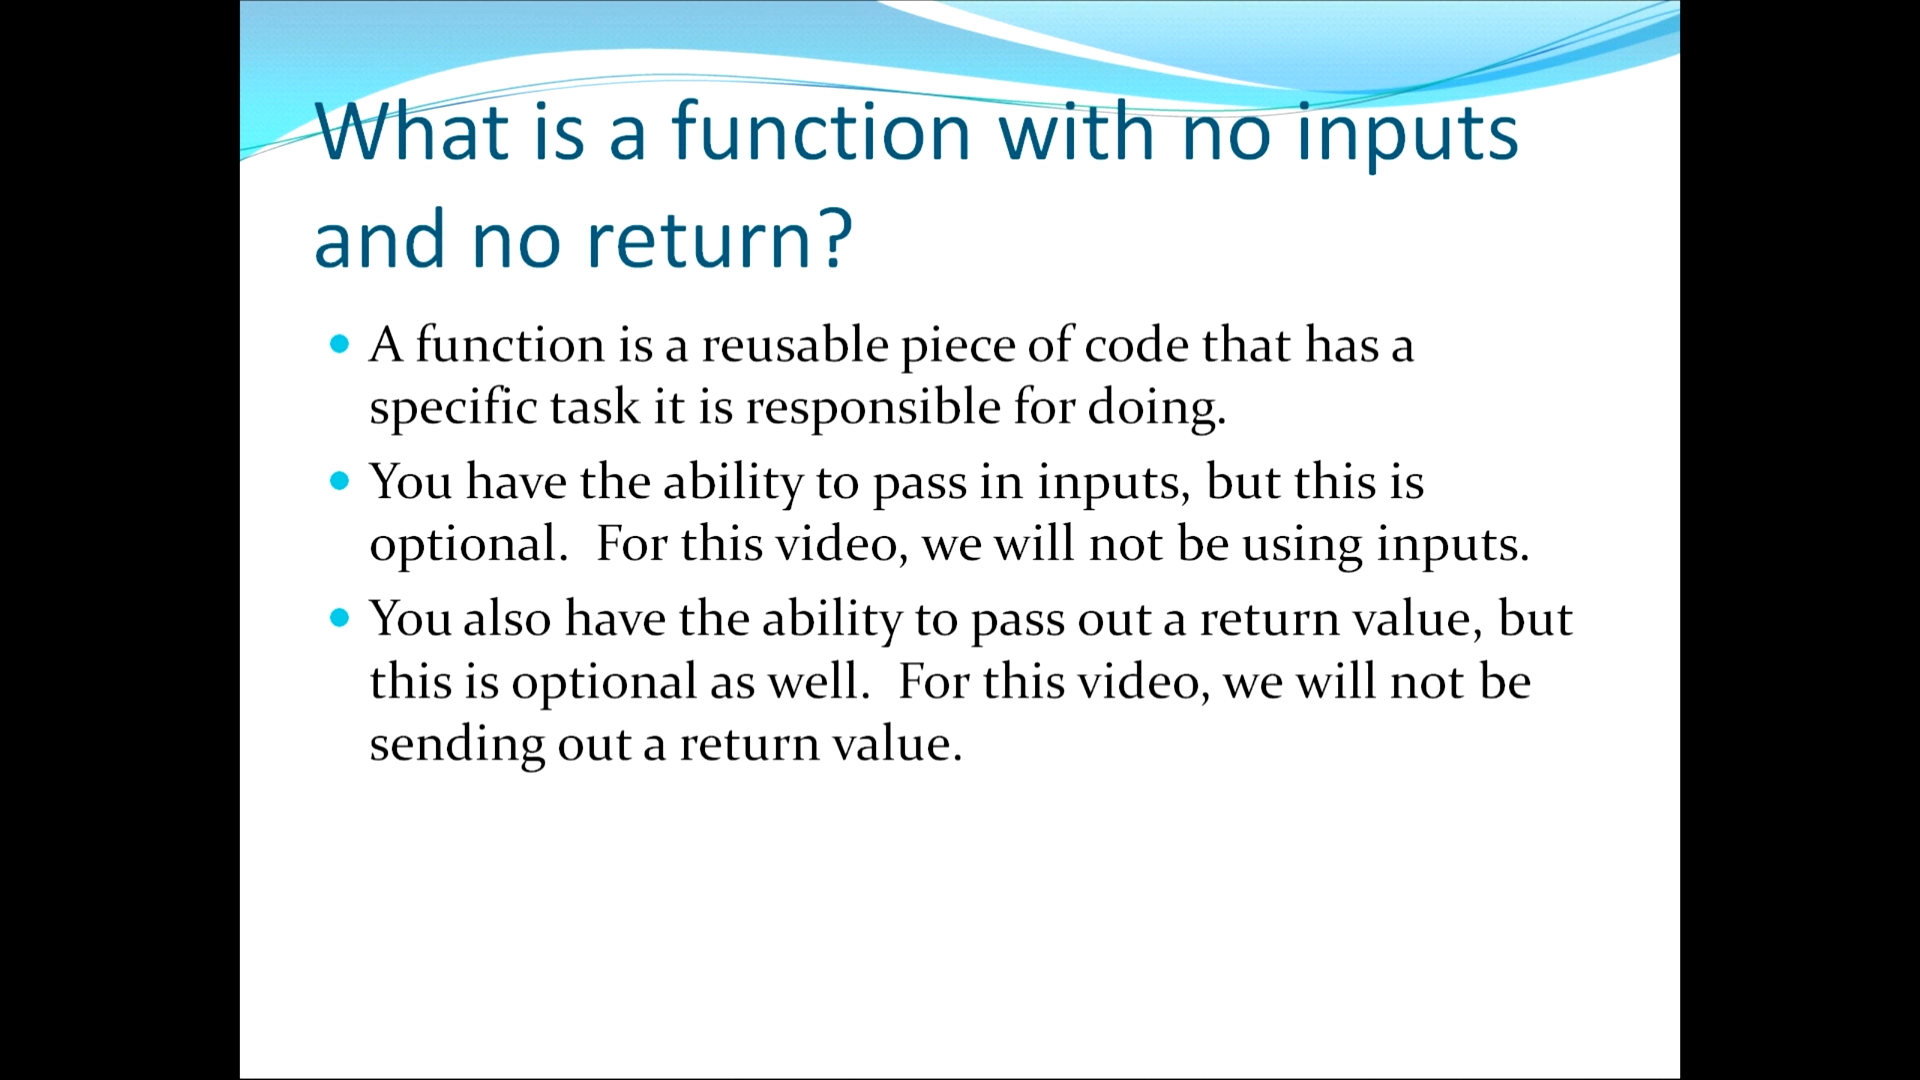 What is a function with no inputs
and no return?
A function is a reusable piece of code that has a
specific task it is responsible for doing.
You have the ability to pass in inputs, but this is
optional.  For this video, we will not be using inputs.
You also have the ability to pass out a return value, but
this is optional as well.  For this video, we will not be
sending out a return value.